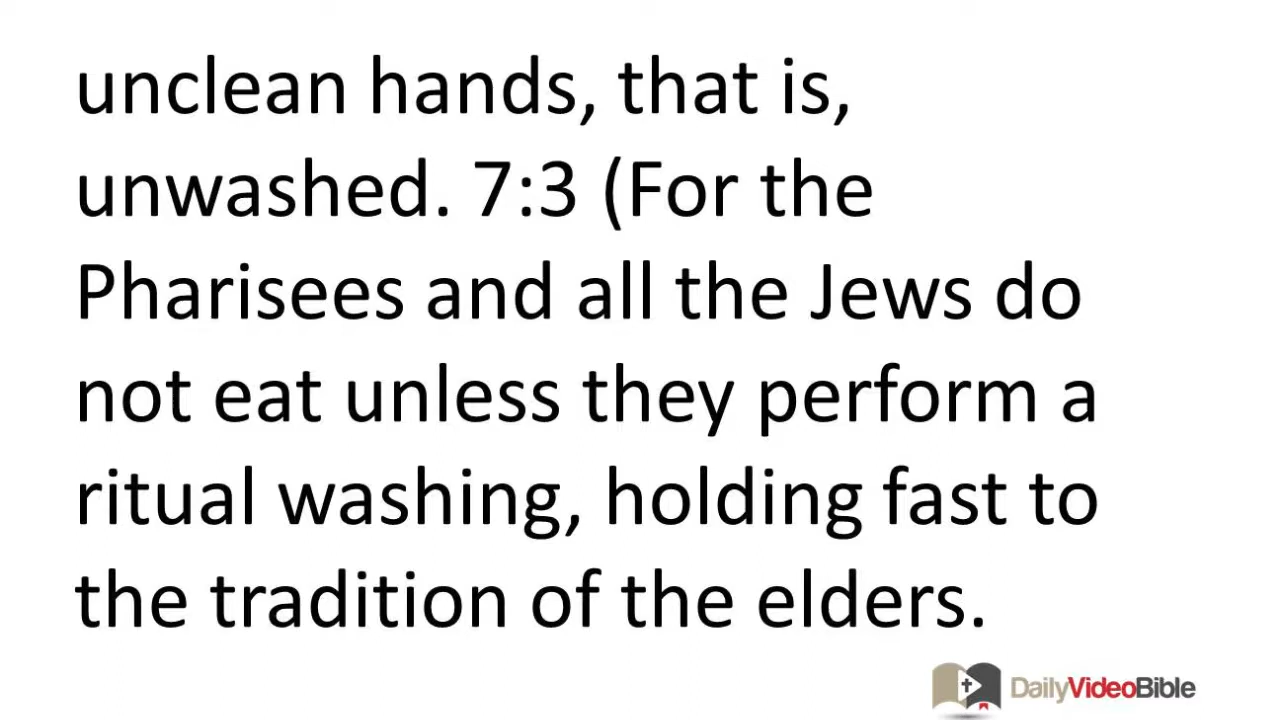 unclean hands, that is,
unwashed. 7:3 (For the
Pharisees and all the Jews do
not eat unless they perform a
ritual washing, holding fast to
the tradition of the elders.
DailyVideoBible